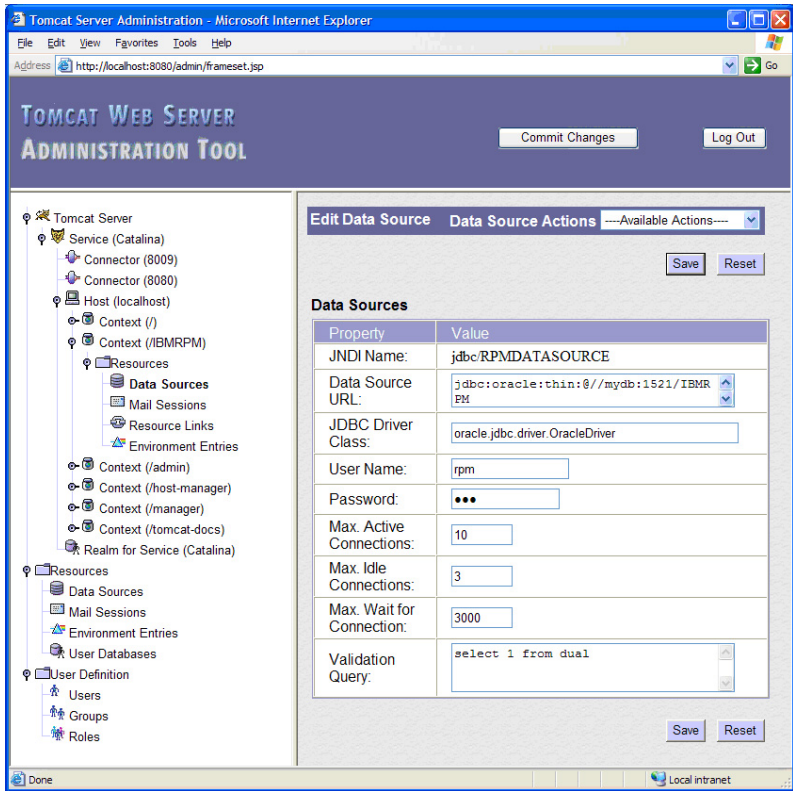 Tomcat Server Administration - Microsoft Internet Explorer
File Edit View Favorites Tools Help
Address http://localhost:8080/admin/frameset.jsp Go
TOMCAT WEB SERVER
ADMINISTRATION TOOL
Commit Changes Log Out
Tomcat Server
Service (Catalina)
Connector (8009)
Connector (8080)
Host (localhost)
Context (/)
Context (/IBMRPM)
Resources
Data Sources
Mail Sessions
Resource Links
Environment Entries
Context (/admin)
Context (/host-manager)
Context (/manager)
Context (/tomcat-docs)
Realm for Service (Catalina)
Resources
Data Sources
Mail Sessions
Environment Entries
User Databases
User Definition
Users
Groups
Roles
Edit Data Source Data Source Actions ----Available Actions----
Save Reset
Data Sources
Property Value
JNDI Name: jdbc/RPMDATASOURCE
Data Source URL: jdbc:oracle:thin:@//mydb:1521/IBMR
PM
JDBC Driver Class: oracle.jdbc.driver.OracleDriver
User Name: rpm
Password: •••
Max. Active Connections: 10
Max. Idle Connections: 3
Max. Wait for Connection: 3000
Validation Query: select 1 from dual
Save Reset
Done Local intranet